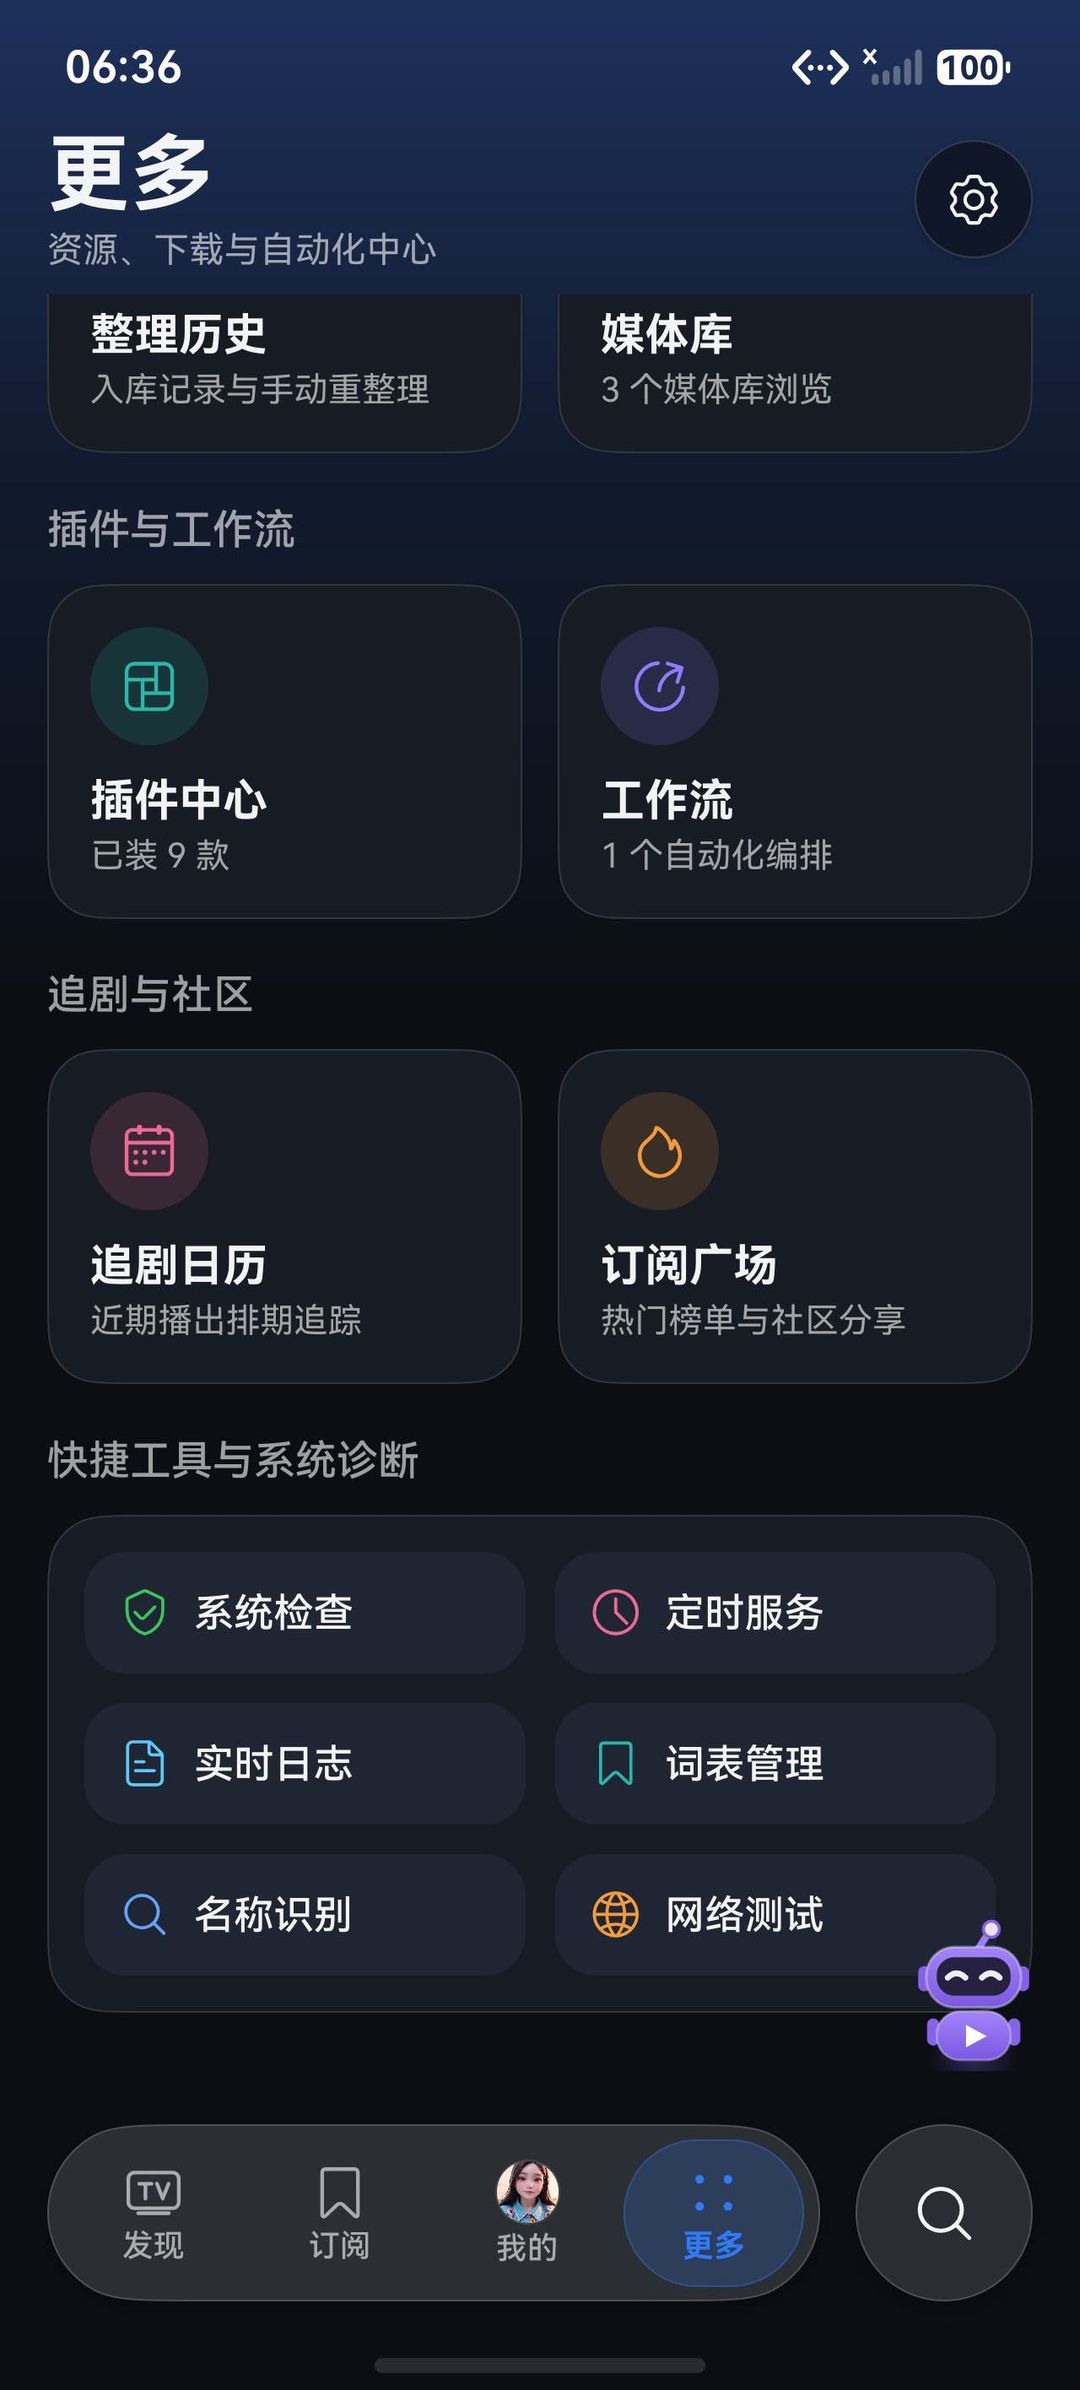 06:36
100
更多
资源、下载与自动化中心
整理历史
入库记录与手动重整理
媒体库
3 个媒体库浏览
插件与工作流
插件中心
已装 9 款
工作流
1 个自动化编排
追剧与社区
追剧日历
近期播出排期追踪
订阅广场
热门榜单与社区分享
快捷工具与系统诊断
系统检查
定时服务
实时日志
词表管理
名称识别
网络测试
TV
发现
订阅
我的
更多